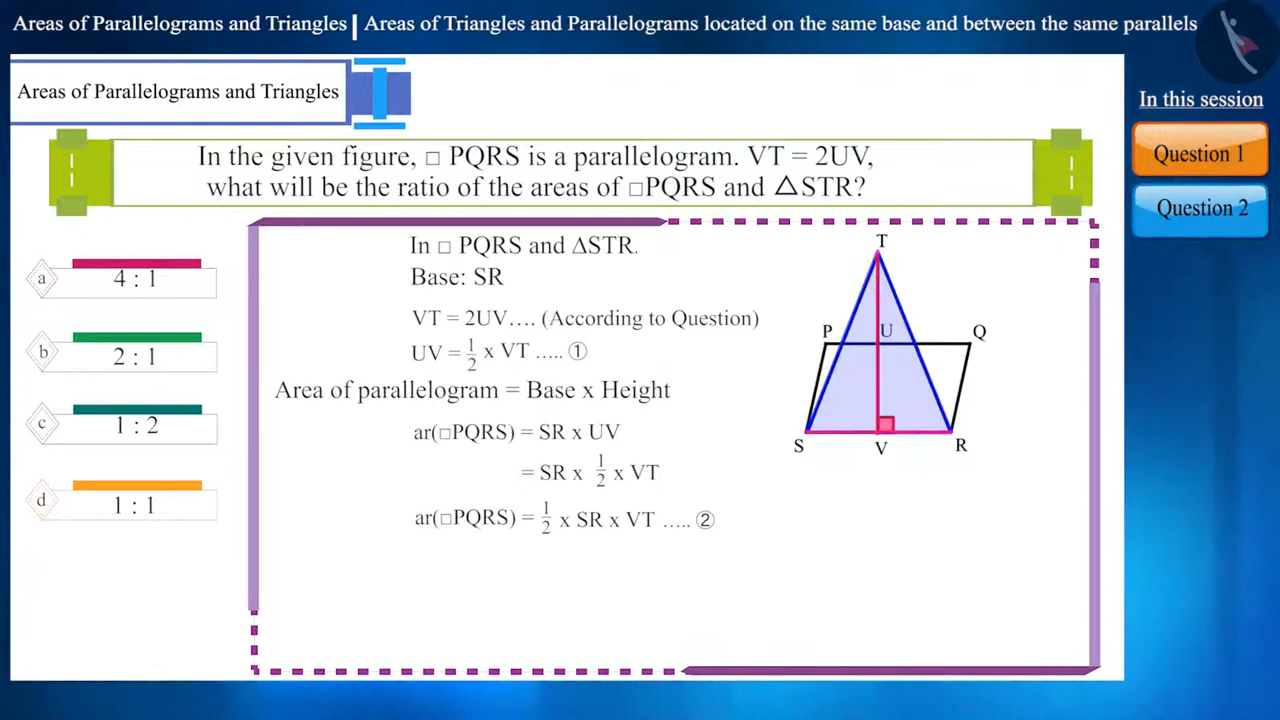 Areas of Parallelograms and Triangles | Areas of Triangles and Parallelograms located on the same base and between the same parallels
Areas of Parallelograms and Triangles
In this session
Question 1
Question 2
In the given figure, □ PQRS is a parallelogram. VT = 2UV,
what will be the ratio of the areas of □PQRS and △STR?
a 4 : 1
b 2 : 1
c 1 : 2
d 1 : 1
In □ PQRS and ΔSTR.
Base: SR
VT = 2UV.... (According to Question)
UV = 1/2 x VT ..... ①
Area of parallelogram = Base x Height
ar(□PQRS) = SR x UV
= SR x 1/2 x VT
ar(□PQRS) = 1/2 x SR x VT ..... ②
T
P U Q
S V R